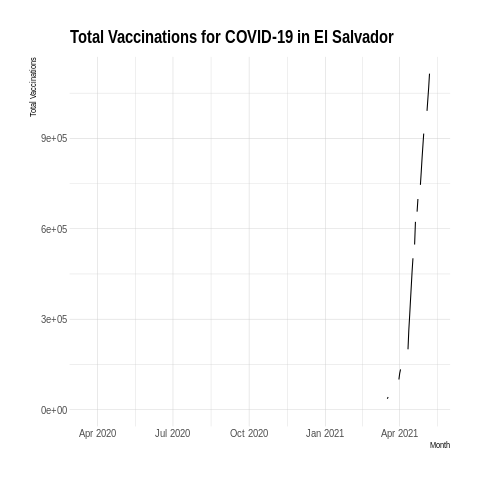 Total Vaccinations for COVID-19 in El Salvador
Total Vaccinations
9e+05
6e+05
3e+05
0e+00
Apr 2020 Jul 2020 Oct 2020 Jan 2021 Apr 2021
Month